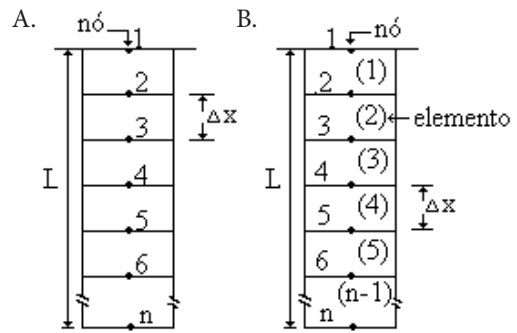 A.
nó
1
2
3
Δx
4
L
5
6
n
B.
1 nó
(1)
2
(2) elemento
3
(3)
4
L
(4)
Δx
5
(5)
6
(n-1)
n